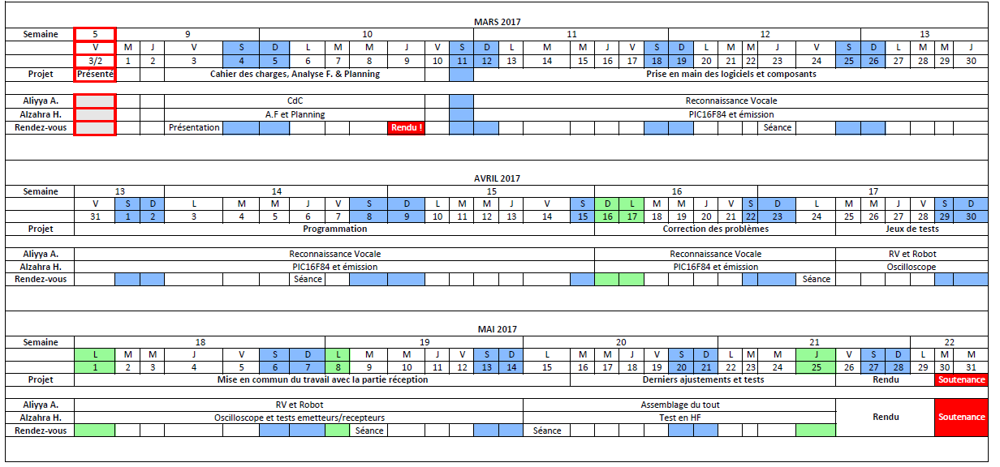 MARS 2017
Semaine 5 9 10 11 12 13
V M J V S D L M M J V S D L M M J V S D L M M J V S D L M M J
3/2 1 2 3 4 5 6 7 8 9 10 11 12 13 14 15 16 17 18 19 20 21 22 23 24 25 26 27 28 29 30
Projet Présenté Cahier des charges, Analyse F. & Planning Prise en main des logiciels et composants
Aliyya A. CdC Reconnaissance Vocale
Alzahra H. A.F et Planning PIC16F84 et émission
Rendez-vous Présentation Rendu ! Séance
AVRIL 2017
Semaine 13 14 15 16 17
V S D L M M J V S D L M M J V S D L M M J V S D L M M J V S D
31 1 2 3 4 5 6 7 8 9 10 11 12 13 14 15 16 17 18 19 20 21 22 23 24 25 26 27 28 29 30
Projet Programmation Correction des problèmes Jeux de tests
Aliyya A. Reconnaissance Vocale Reconnaissance Vocale RV et Robot
Alzahra H. PIC16F84 et émission PIC16F84 et émission Oscilloscope
Rendez-vous Séance Séance
MAI 2017
Semaine 18 19 20 21 22
L M M J V S D L M M J V S D L M M J V S D L M M J V S D L M M
1 2 3 4 5 6 7 8 9 10 11 12 13 14 15 16 17 18 19 20 21 22 23 24 25 26 27 28 29 30 31
Projet Mise en commun du travail avec la partie réception Derniers ajustements et tests Rendu Soutenance
Aliyya A. RV et Robot Assemblage du tout
Alzahra H. Oscilloscope et tests emetteurs/recepteurs Test en HF Rendu Soutenance
Rendez-vous Séance Séance